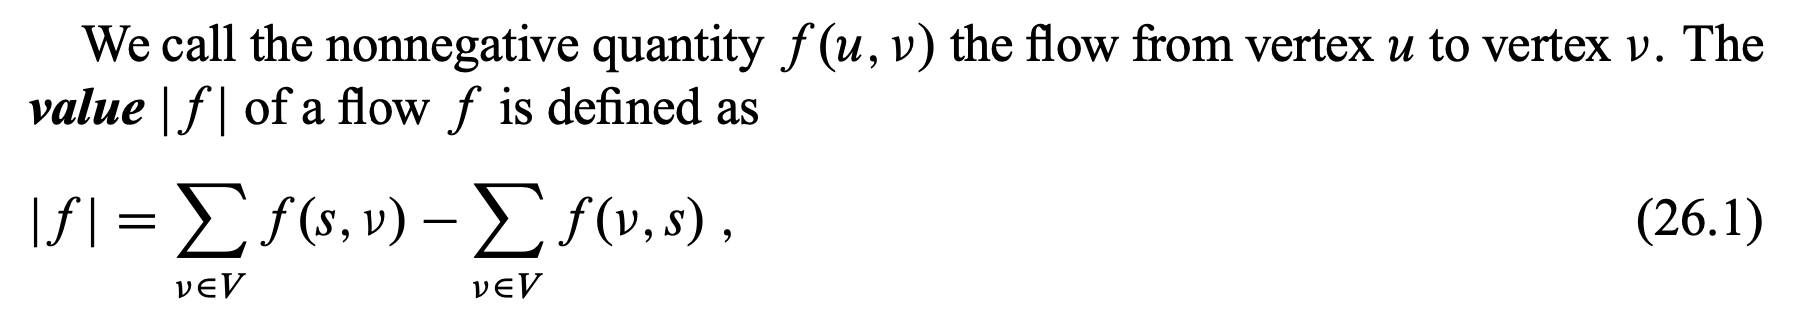 We call the nonnegative quantity f(u, v) the flow from vertex u to vertex v. The
value |f| of a flow f is defined as
|f| = ∑_{v∈V} f(s, v) − ∑_{v∈V} f(v, s) , (26.1)